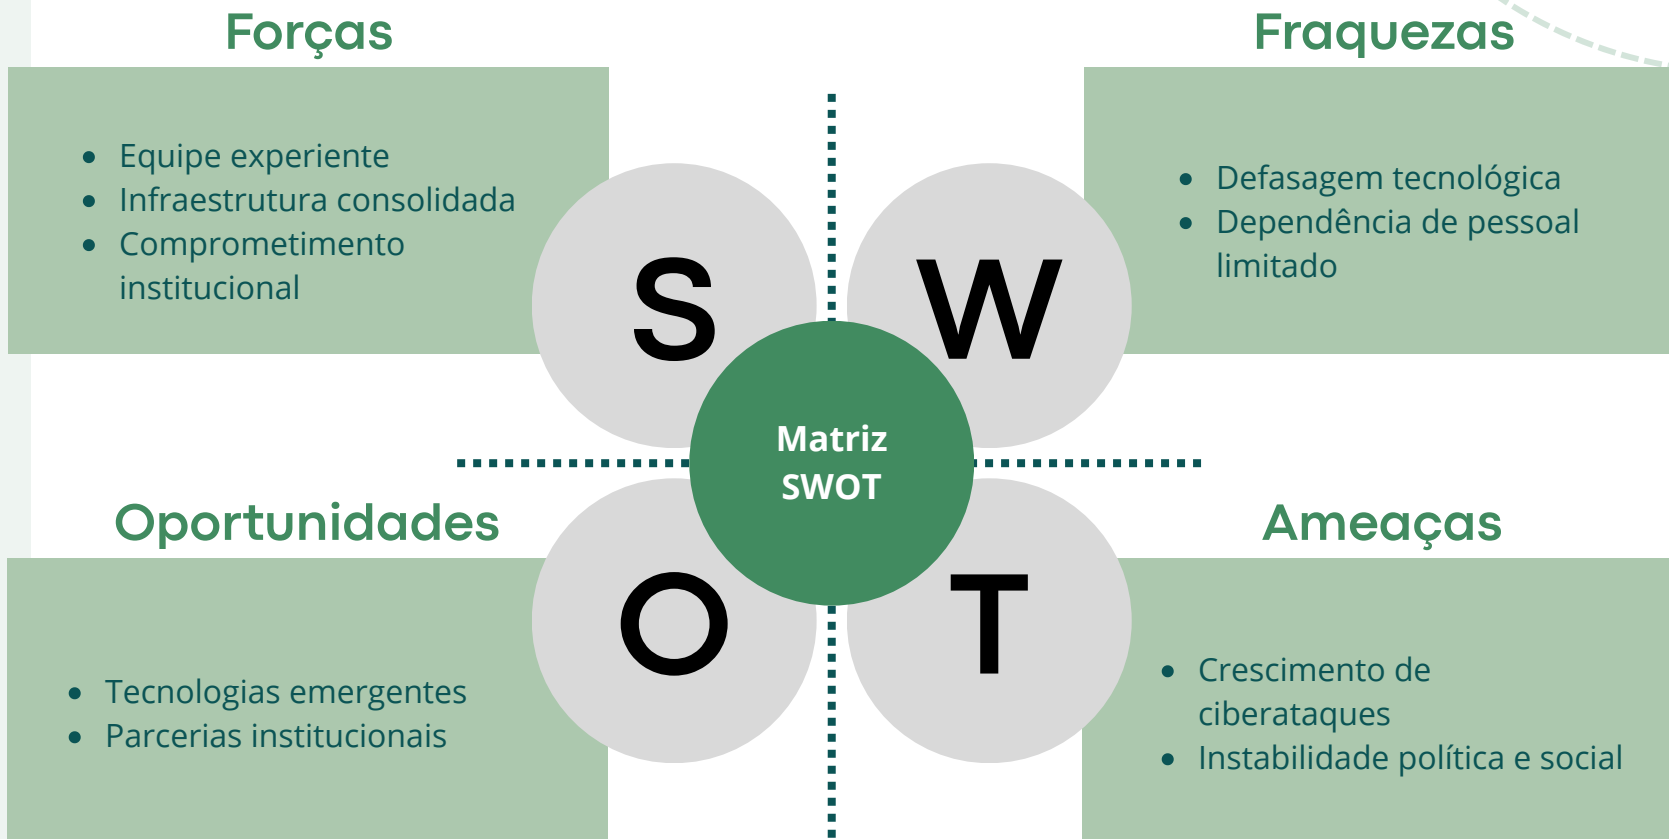 Forças
Equipe experiente
Infraestrutura consolidada
Comprometimento
institucional
Fraquezas
Defasagem tecnológica
Dependência de pessoal
limitado
S
W
Matriz
SWOT
Oportunidades
Tecnologias emergentes
Parcerias institucionais
O
T
Ameaças
Crescimento de
ciberataques
Instabilidade política e social